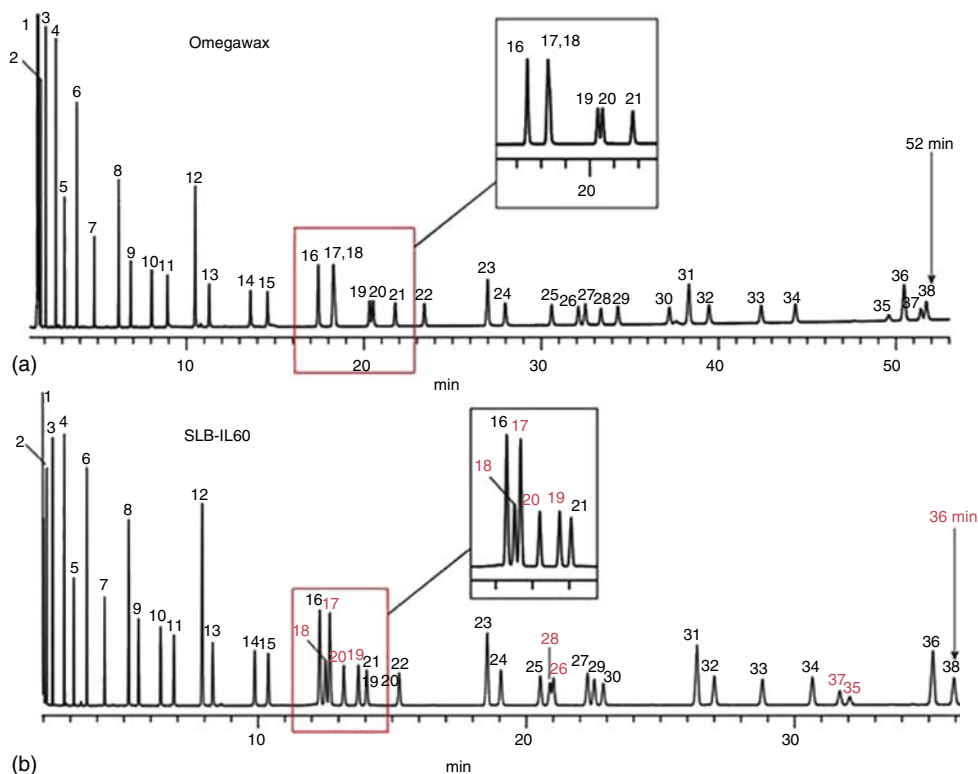 1 3
4
2
6
5
7
8
9
10 11
12
13
14 15
Omegawax
16 17,18
19 20 21
20
52 min
16 17,18
19 20 21 22
23
24
25 26 27 28 29
30 31 32
33 34
35 36 37 38
10 20 30 40 50
(a)
min
1
2 3 4
6
5 7
8
9 10 11
12
13
14 15
SLB-IL60
16 17
18
20 19 21
36 min
16 17
18
20 19 21
19 20 22
23
24
25 28 26 27 29 30
31
32 33 34
37 35
36
38
10 20 30
(b)
min